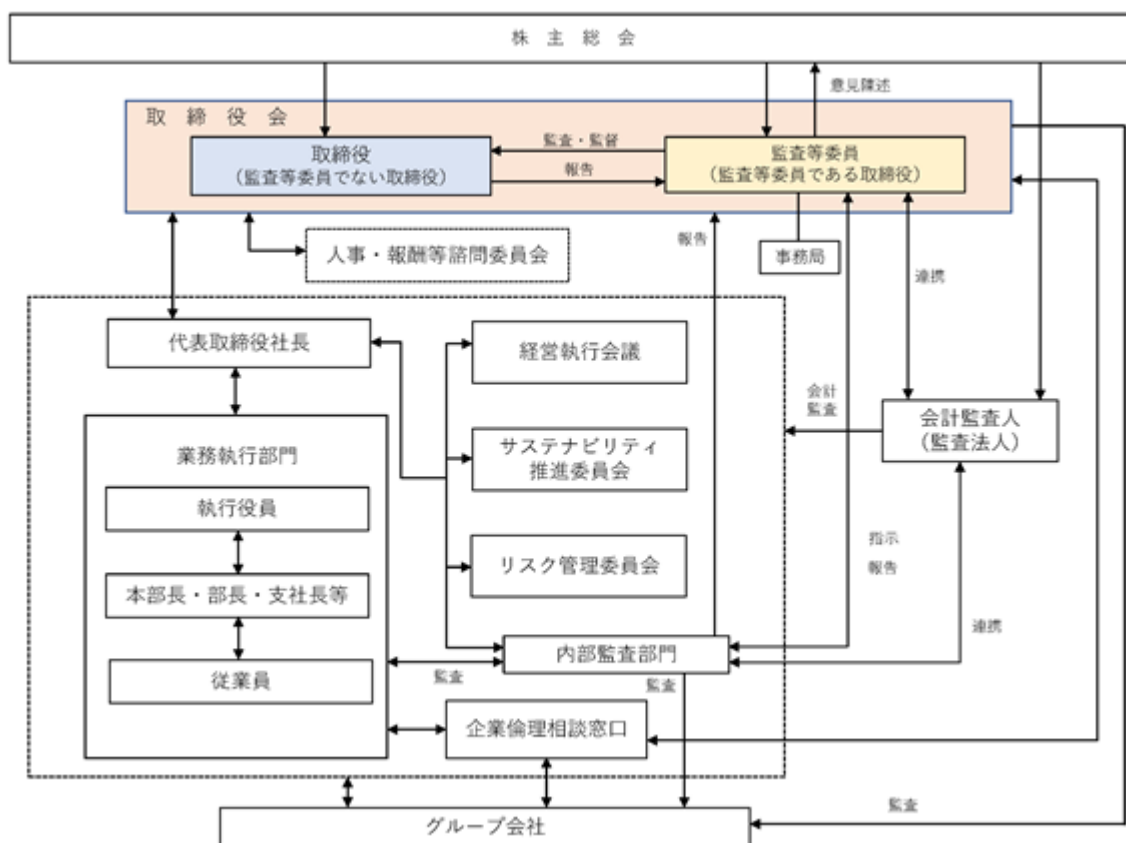 株 主 総 会
意見陳述
取 締 役 会
取締役
（監査等委員でない取締役）
監査・監督
報告
監査等委員
（監査等委員である取締役）
報告
事務局
連携
人事・報酬等諮問委員会
代表取締役社長
経営執行会議
会計
監査
会計監査人
（監査法人）
業務執行部門
サステナビリティ
推進委員会
執行役員
リスク管理委員会
指示
報告
本部長・部長・支社長等
連携
内部監査部門
従業員
監査
監査
企業倫理相談窓口
監査
グループ会社